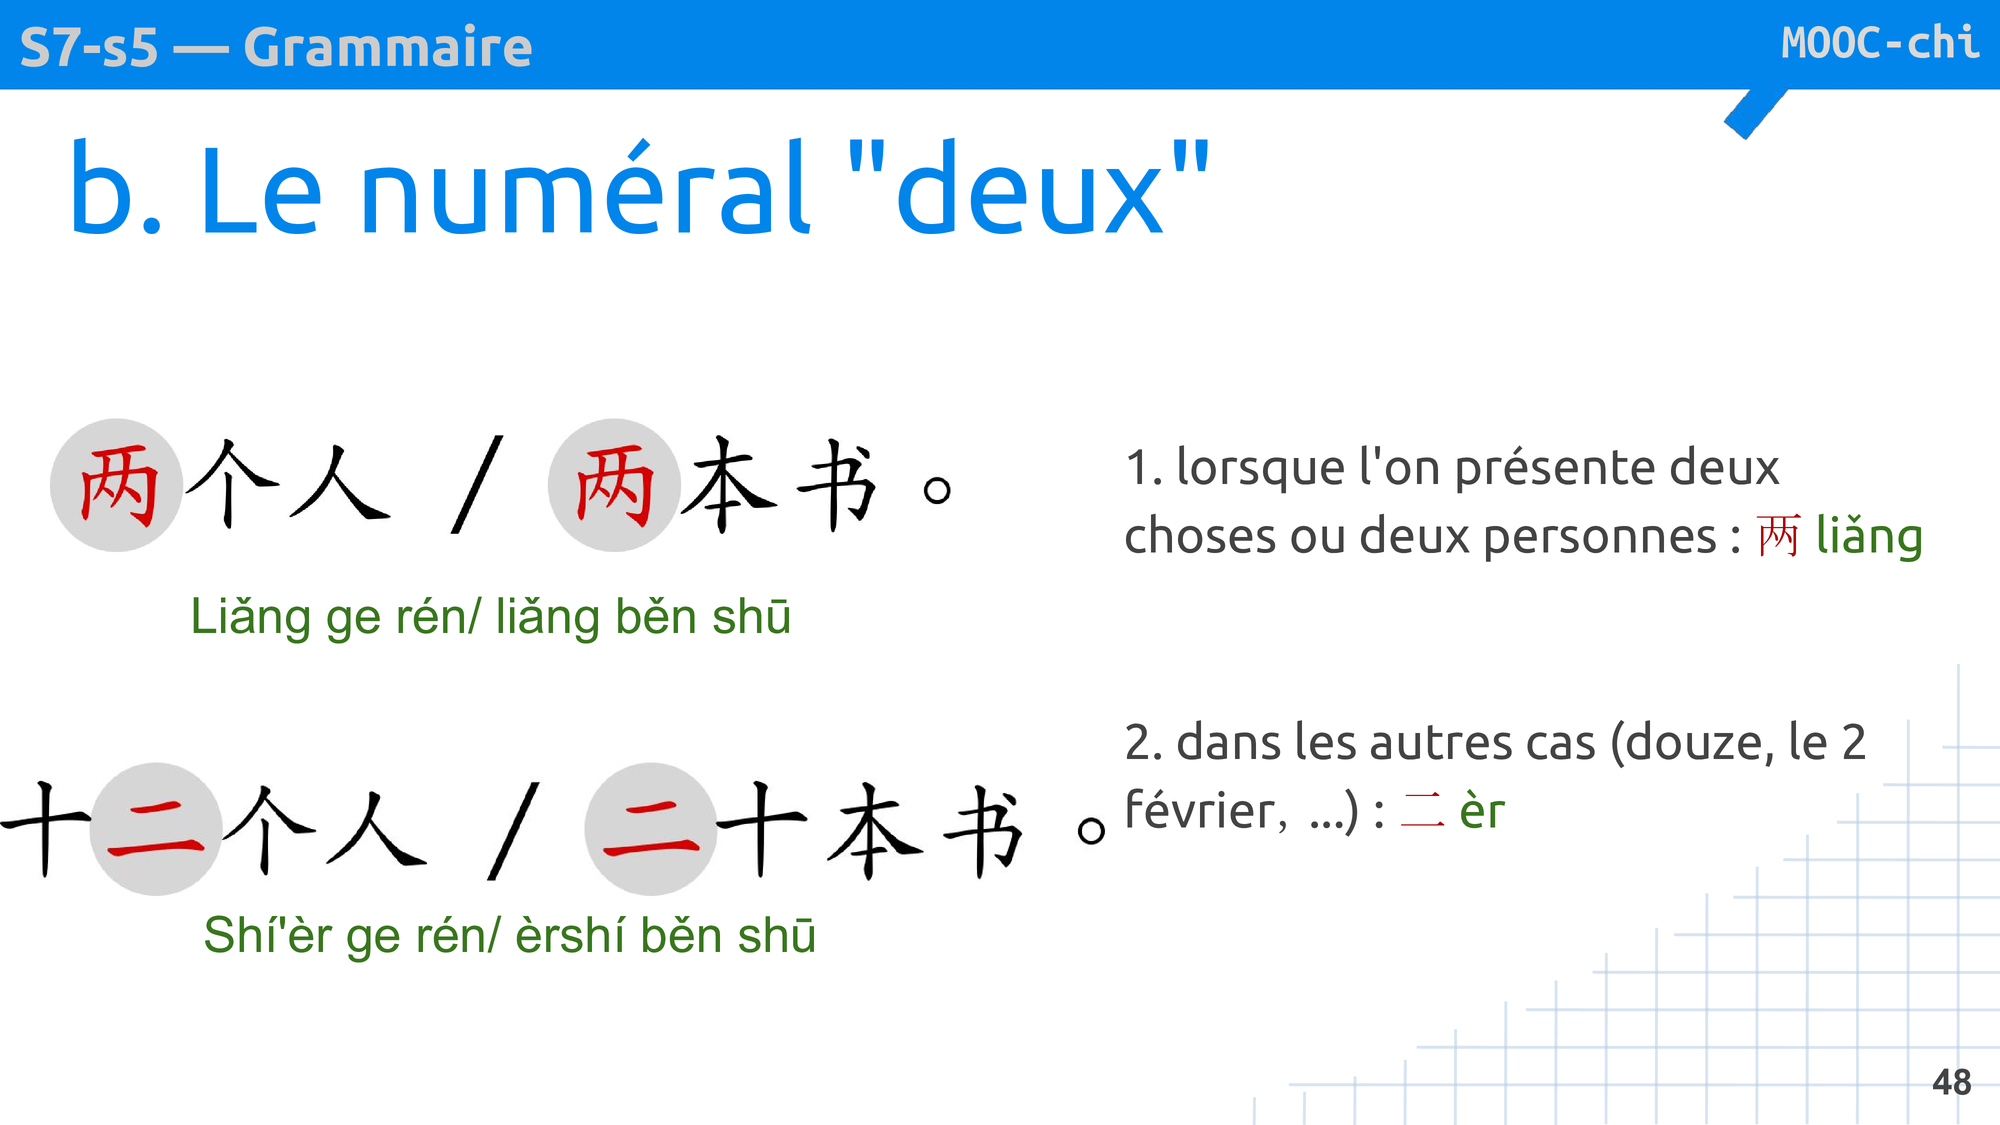 S7-s5 — Grammaire
MOOC-chi
b. Le numéral "deux"
两个人 / 两本书。
Liǎng ge rén/ liǎng běn shū
1. lorsque l'on présente deux
choses ou deux personnes : 两 liǎng
十二个人 / 二十本书。
Shí'èr ge rén/ èrshí běn shū
2. dans les autres cas (douze, le 2
février，...) : 二 èr
48